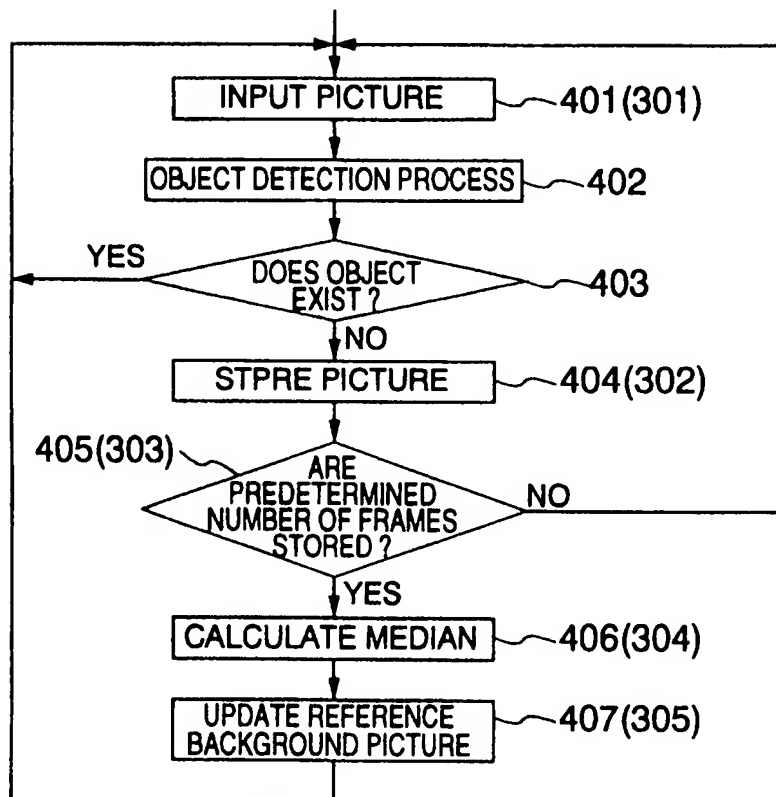 INPUT PICTURE
401(301)
OBJECT DETECTION PROCESS
402
YES
DOES OBJECT
EXIST ?
403
NO
STPRE PICTURE
404(302)
405(303)
ARE
PREDETERMINED
NUMBER OF FRAMES
STORED ?
NO
YES
CALCULATE MEDIAN
406(304)
UPDATE REFERENCE
BACKGROUND PICTURE
407(305)